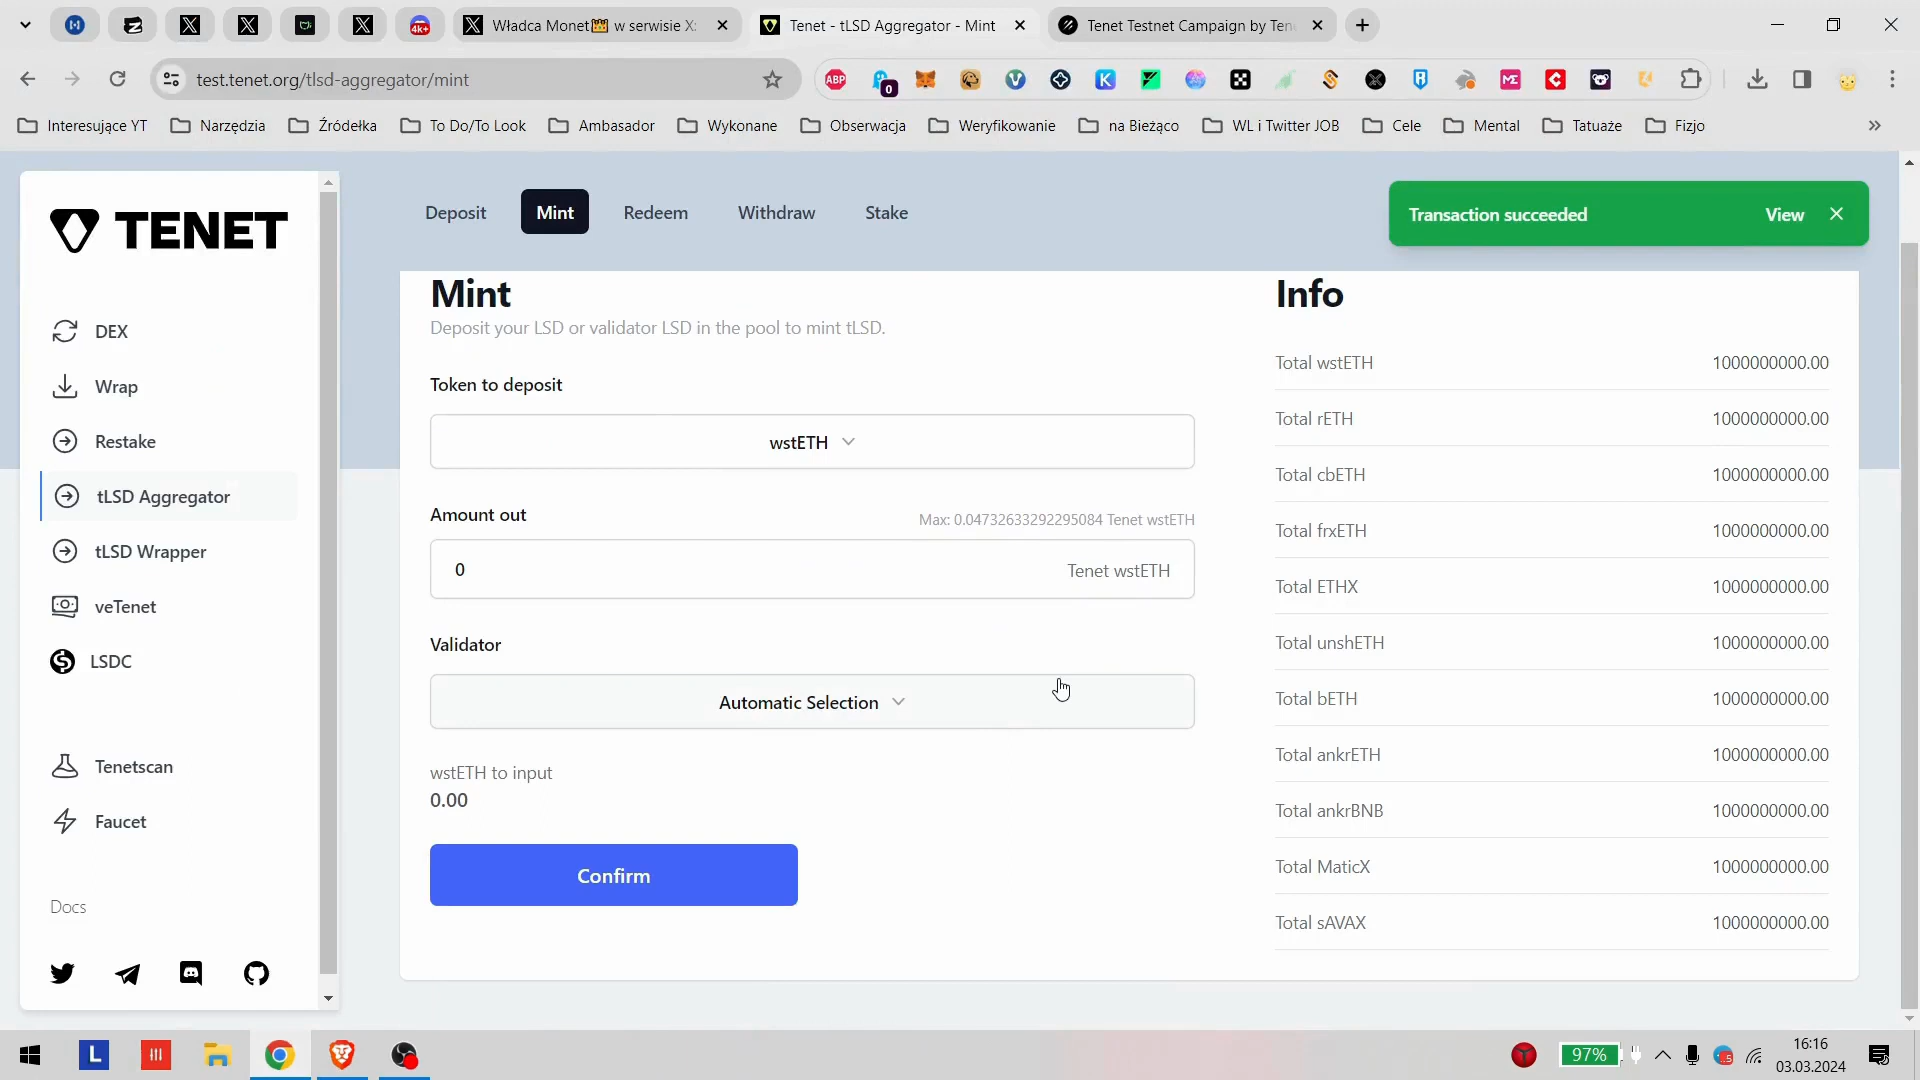 Władca Monet👑 w serwisie X:
Tenet - tLSD Aggregator - Mint
Tenet Testnet Campaign by Ten
4k+
test.tenet.org/tlsd-aggregator/mint
ABP
0
Interesujące YT
Narzędzia
Źródełka
To Do/To Look
Ambasador
Wykonane
Obserwacja
Weryfikowanie
na Bieżąco
WL i Twitter JOB
Cele
Mental
Tatuaże
Fizjo
TENET
DEX
Wrap
Restake
tLSD Aggregator
tLSD Wrapper
veTenet
LSDC
Tenetscan
Faucet
Docs
Deposit
Mint
Redeem
Withdraw
Stake
Transaction succeeded
View
Mint
Deposit your LSD or validator LSD in the pool to mint tLSD.
Token to deposit
wstETH
Amount out
Max: 0.04732633292295084 Tenet wstETH
0
Tenet wstETH
Validator
Automatic Selection
wstETH to input
0.00
Confirm
Info
Total wstETH 1000000000.00
Total rETH 1000000000.00
Total cbETH 1000000000.00
Total frxETH 1000000000.00
Total ETHX 1000000000.00
Total unshETH 1000000000.00
Total bETH 1000000000.00
Total ankrETH 1000000000.00
Total ankrBNB 1000000000.00
Total MaticX 1000000000.00
Total sAVAX 1000000000.00
L
97%
16:16
03.03.2024